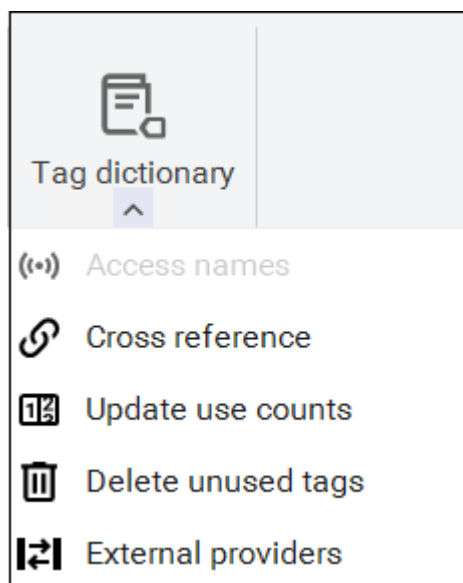 Tag dictionary
Access names
Cross reference
Update use counts
Delete unused tags
External providers